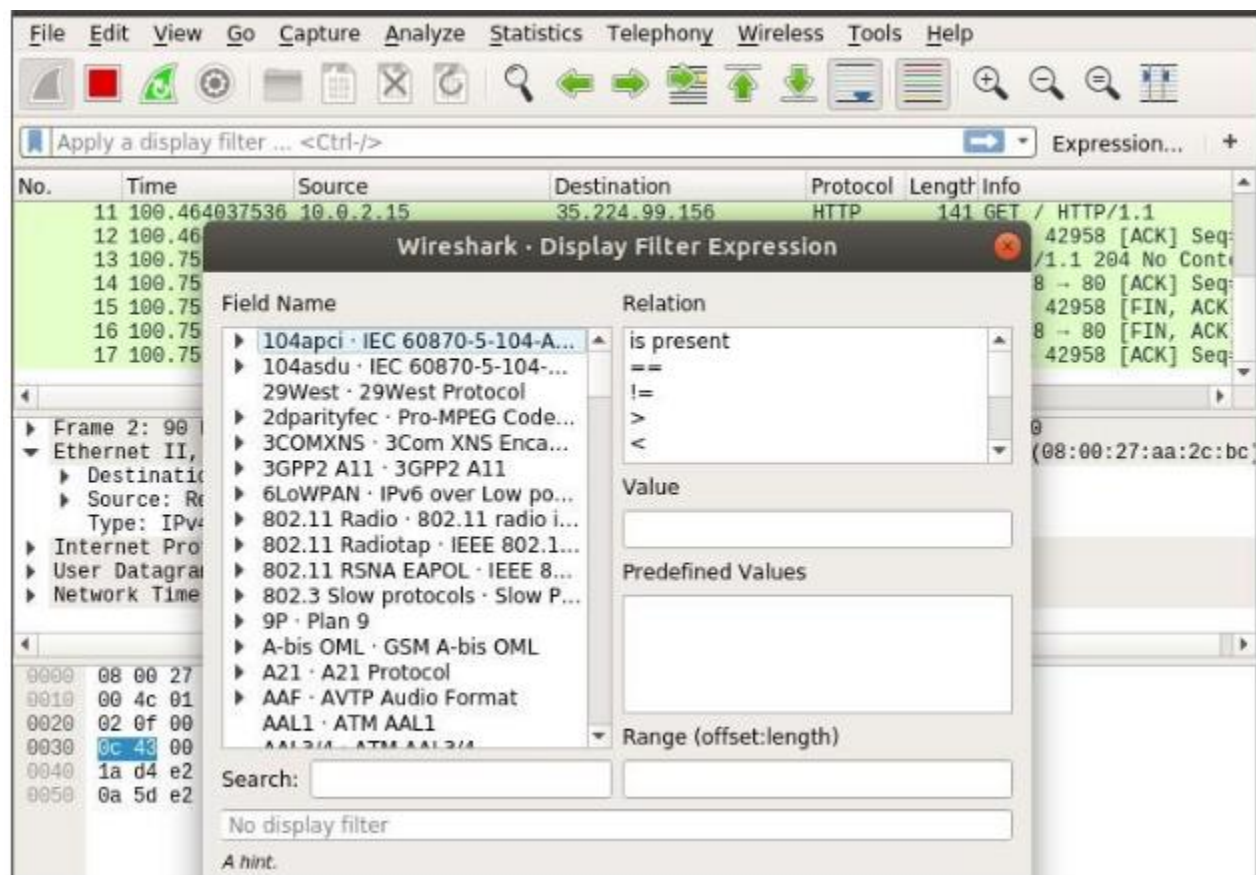 File Edit View Go Capture Analyze Statistics Telephony Wireless Tools Help
Apply a display filter ... <Ctrl-/> Expression... +
No. Time Source Destination Protocol Length Info
11 100.464037536 10.0.2.15 35.224.99.156 HTTP 141 GET / HTTP/1.1
12 100.46 42958 [ACK] Seq=
13 100.75 /1.1 204 No Conte
14 100.75 8 → 80 [ACK] Seq=
15 100.75 42958 [FIN, ACK
16 100.75 8 → 80 [FIN, ACK
17 100.75 42958 [ACK] Seq=
Wireshark · Display Filter Expression
Field Name
104apci · IEC 60870-5-104-A...
104asdu · IEC 60870-5-104-...
29West · 29West Protocol
2dparityfec · Pro-MPEG Code...
3COMXNS · 3Com XNS Enca...
3GPP2 A11 · 3GPP2 A11
6LoWPAN · IPv6 over Low po...
802.11 Radio · 802.11 radio i...
802.11 Radiotap · IEEE 802.1...
802.11 RSNA EAPOL · IEEE 8...
802.3 Slow protocols · Slow P...
9P · Plan 9
A-bis OML · GSM A-bis OML
A21 · A21 Protocol
AAF · AVTP Audio Format
AAL1 · ATM AAL1
AAL3/4 · ATM AAL3/4
Search:
No display filter
A hint.
Relation
is present
==
!=
>
<
Value
Predefined Values
Range (offset:length)
Frame 2: 90 0
Ethernet II, (08:00:27:aa:2c:bc)
Destinatio
Source: Re
Type: IPv4
Internet Pro
User Datagra
Network Time
0000 08 00 27
0010 00 4c 01
0020 02 0f 00
0030 0c 43 00
0040 1a d4 e2
0050 0a 5d e2